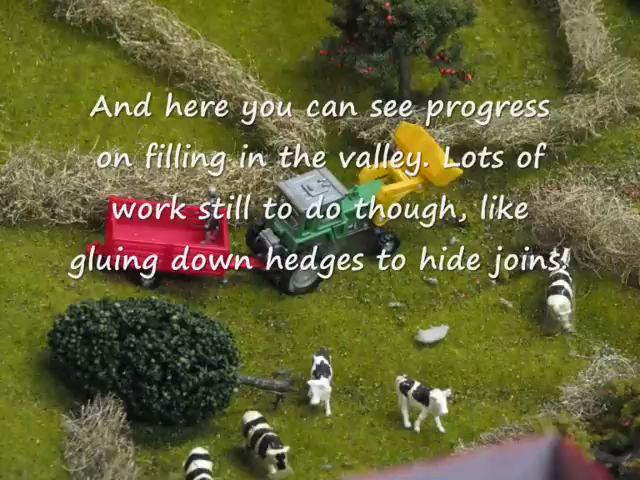 And here you can see progress
on filling in the valley. Lots of
work still to do though, like
gluing down hedges to hide joins!